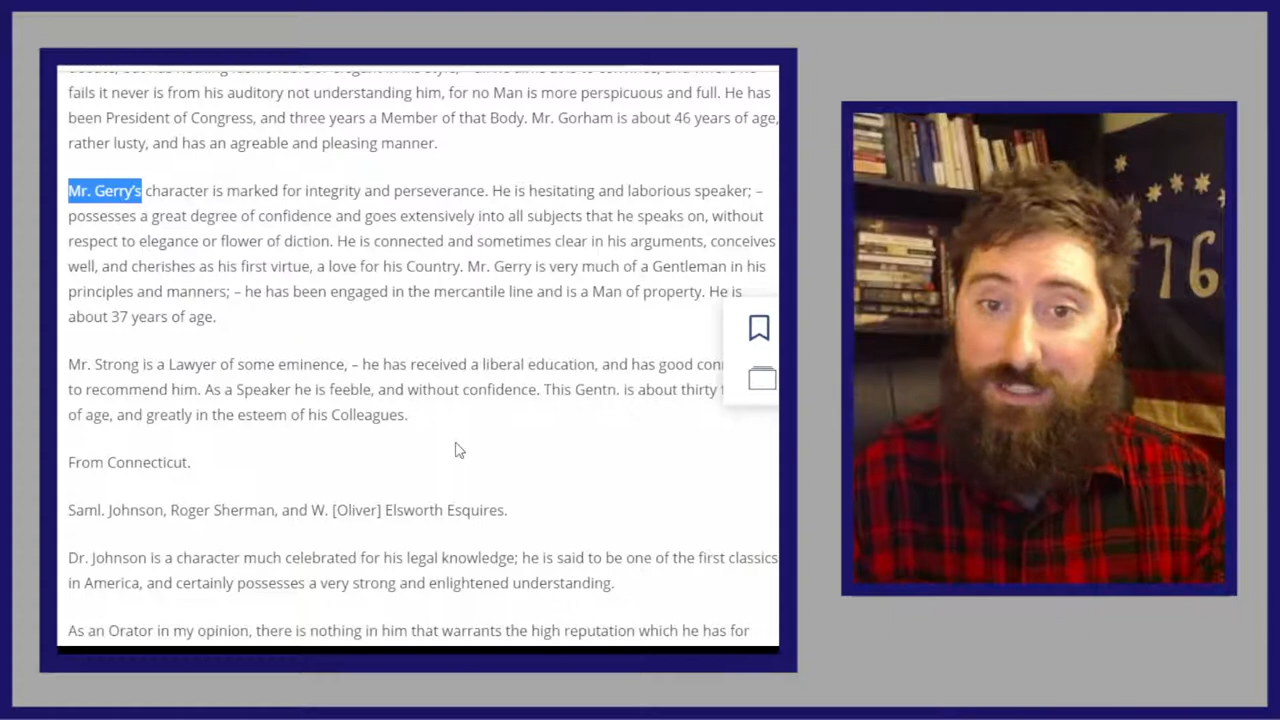 fails it never is from his auditory not understanding him, for no Man is more perspicuous and full. He has
been President of Congress, and three years a Member of that Body. Mr. Gorham is about 46 years of age,
rather lusty, and has an agreable and pleasing manner.
Mr. Gerry’s character is marked for integrity and perseverance. He is hesitating and laborious speaker; –
possesses a great degree of confidence and goes extensively into all subjects that he speaks on, without
respect to elegance or flower of diction. He is connected and sometimes clear in his arguments, conceives
well, and cherishes as his first virtue, a love for his Country. Mr. Gerry is very much of a Gentleman in his
principles and manners; – he has been engaged in the mercantile line and is a Man of property. He is
about 37 years of age.
Mr. Strong is a Lawyer of some eminence, – he has received a liberal education, and has good
to recommend him. As a Speaker he is feeble, and without confidence. This Gentn. is about thirty
of age, and greatly in the esteem of his Colleagues.
From Connecticut.
Saml. Johnson, Roger Sherman, and W. [Oliver] Elsworth Esquires.
Dr. Johnson is a character much celebrated for his legal knowledge; he is said to be one of the first classics
in America, and certainly possesses a very strong and enlightened understanding.
As an Orator in my opinion, there is nothing in him that warrants the high reputation which he has for
76